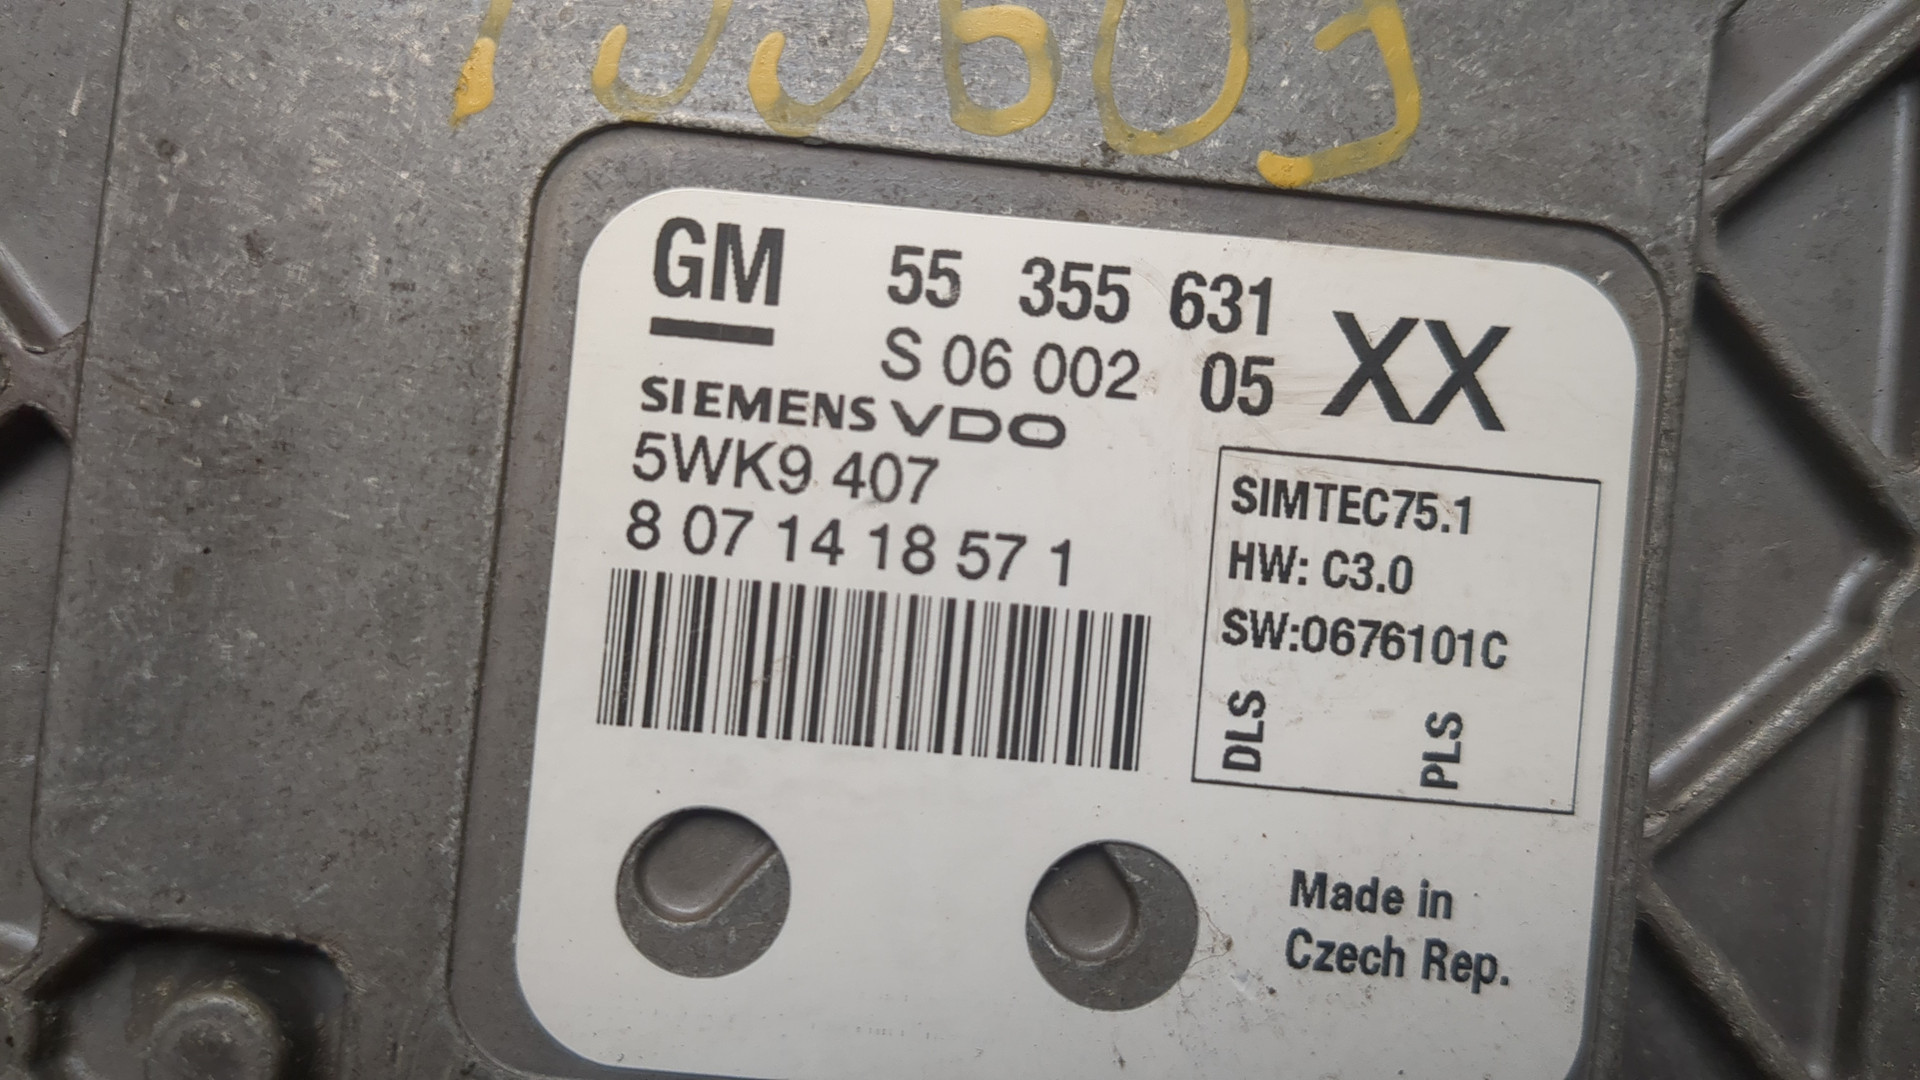 GM 55 355 631 XX
S 06 002 05
SIEMENS VDO
5WK9 407
8 07 14 18 57 1
SIMTEC75.1
HW: C3.0
SW:0676101C
DLS PLS
Made in
Czech Rep.